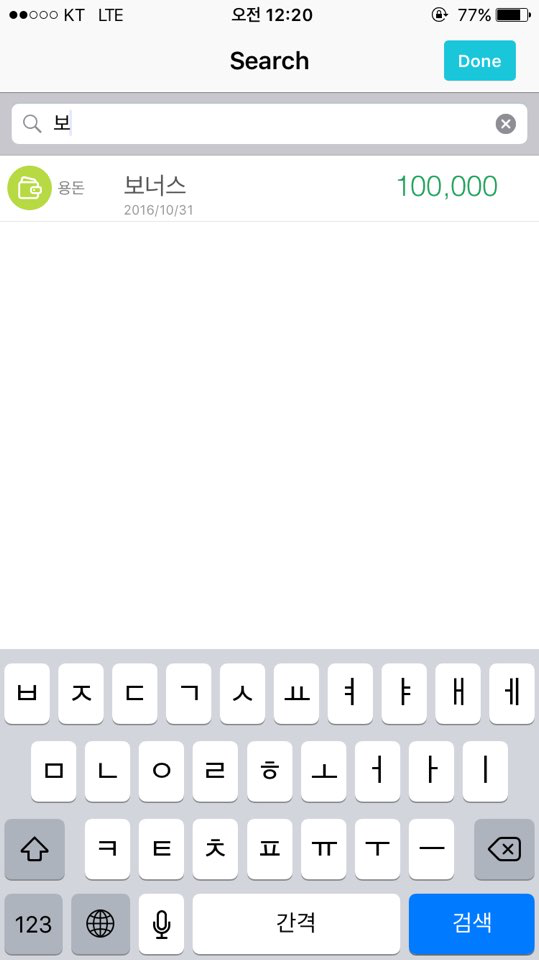 KT LTE 오전 12:20 77%
Search Done
보
용돈 보너스 100,000
2016/10/31
ㅂ ㅈ ㄷ ㄱ ㅅ ㅛ ㅕ ㅑ ㅐ ㅔ
ㅁ ㄴ ㅇ ㄹ ㅎ ㅗ ㅓ ㅏ ㅣ
ㅋ ㅌ ㅊ ㅍ ㅠ ㅜ ㅡ
123 간격 검색